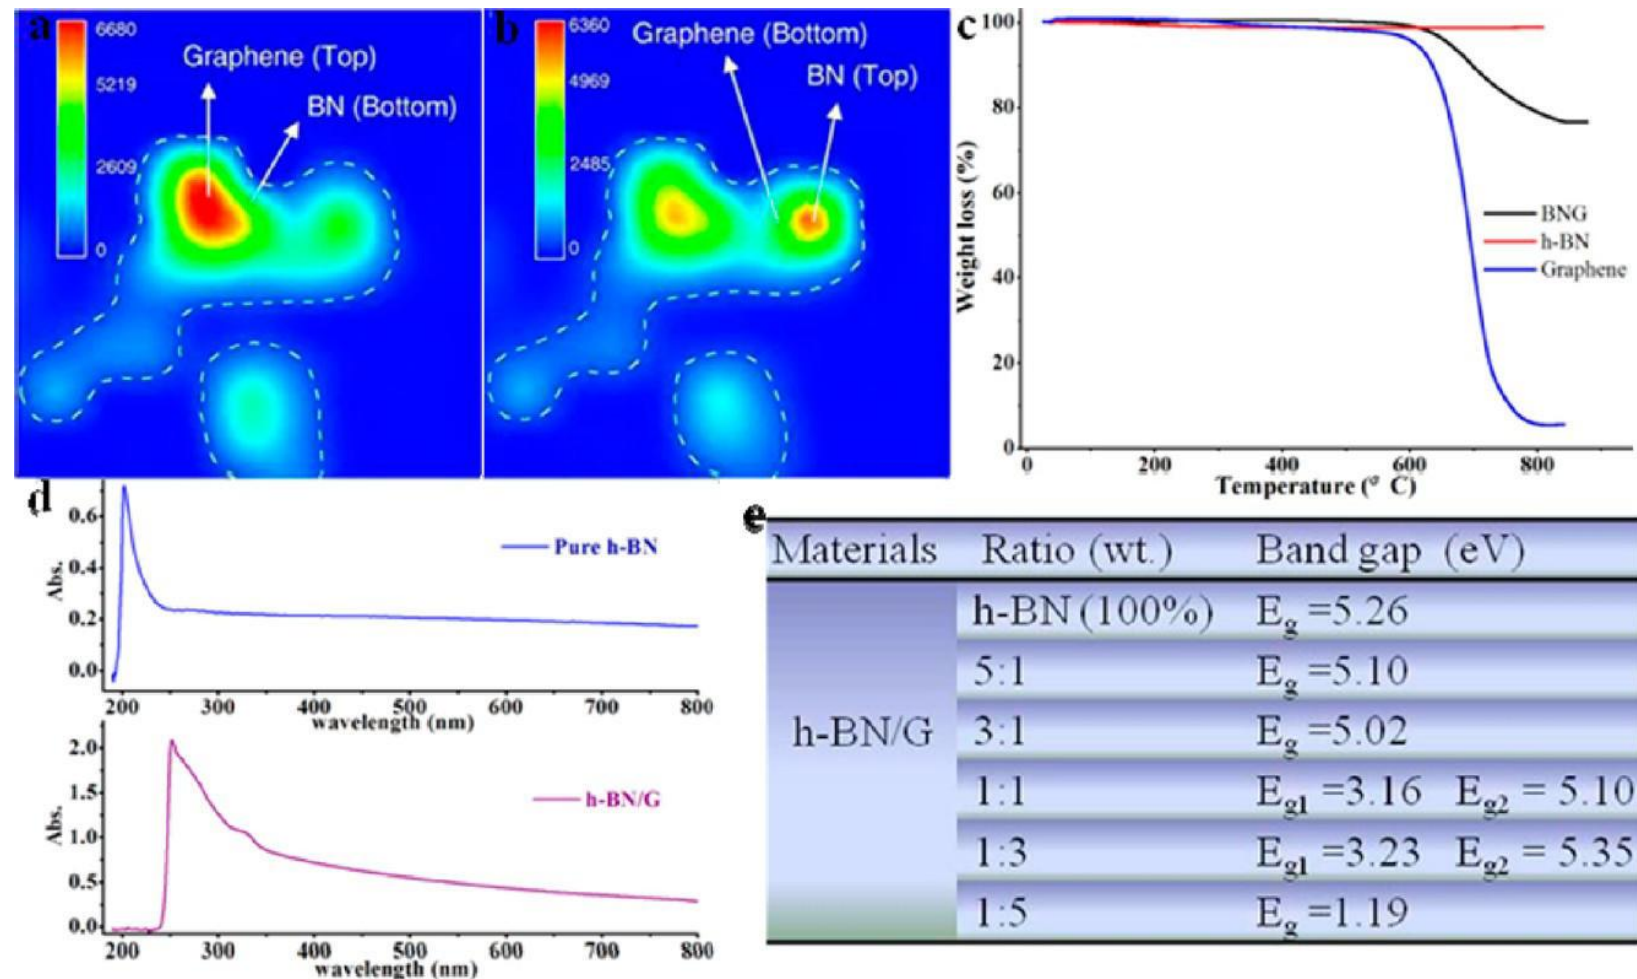 a
6680
5219
2609
0
Graphene (Top)
BN (Bottom)
b
6360
4969
2485
0
Graphene (Bottom)
BN (Top)
c
100
80
60
40
20
0
Weight loss (%)
BNG
h-BN
Graphene
0 200 400 600 800
Temperature (° C)
d
0.6
0.4
0.2
0.0
Abs.
Pure h-BN
200 300 400 500 600 700 800
wavelength (nm)
2.0
1.5
1.0
0.5
0.0
Abs.
h-BN/G
200 300 400 500 600 700 800
wavelength (nm)
e
Materials Ratio (wt.) Band gap (eV)
h-BN (100%) Eg =5.26
5:1 Eg =5.10
h-BN/G 3:1 Eg =5.02
1:1 Eg1 =3.16 Eg2 = 5.10
1:3 Eg1 =3.23 Eg2 = 5.35
1:5 Eg =1.19